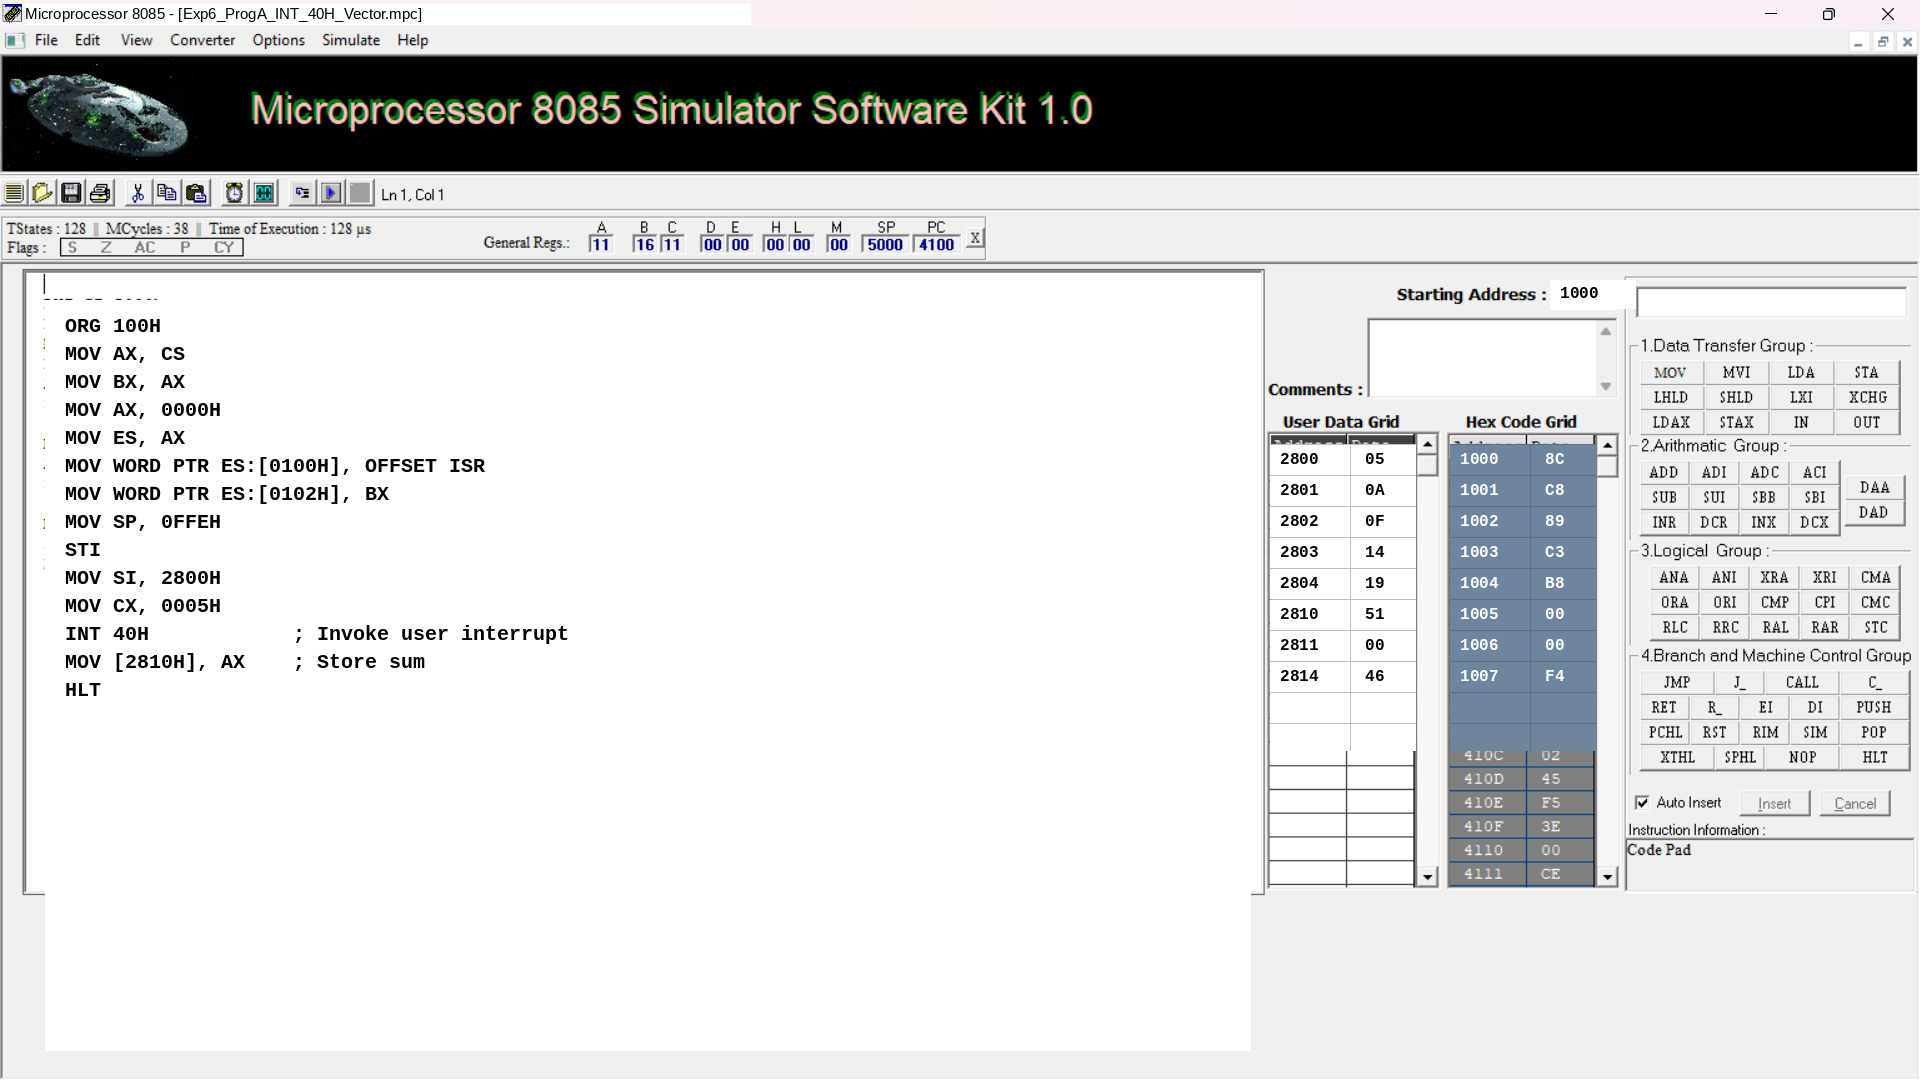 Microprocessor 8085 - [Exp6_ProgA_INT_40H_Vector.mpc]
File Edit View Converter Options Simulate Help
Microprocessor 8085 Simulator Software Kit 1.0
Ln 1, Col 1
TStates : 128 MCycles : 38 Time of Execution : 128 µs
Flags : S Z AC P CY
General Regs.:
A B C D E H L M SP PC
11 16 11 00 00 00 00 00 5000 4100 X
ORG 100H
MOV AX, CS
MOV BX, AX
MOV AX, 0000H
MOV ES, AX
MOV WORD PTR ES:[0100H], OFFSET ISR
MOV WORD PTR ES:[0102H], BX
MOV SP, 0FFEH
STI
MOV SI, 2800H
MOV CX, 0005H
INT 40H ; Invoke user interrupt
MOV [2810H], AX ; Store sum
HLT
Starting Address : 1000
Comments :
User Data Grid
2800 05
2801 0A
2802 0F
2803 14
2804 19
2810 51
2811 00
2814 46
Hex Code Grid
1000 8C
1001 C8
1002 89
1003 C3
1004 B8
1005 00
1006 00
1007 F4
410C 02
410D 45
410E F5
410F 3E
4110 00
4111 CE
1.Data Transfer Group :
MOV MVI LDA STA
LHLD SHLD LXI XCHG
LDAX STAX IN OUT
2.Arithmatic Group :
ADD ADI ADC ACI
SUB SUI SBB SBI
INR DCR INX DCX
DAA
DAD
3.Logical Group :
ANA ANI XRA XRI CMA
ORA ORI CMP CPI CMC
RLC RRC RAL RAR STC
4.Branch and Machine Control Group
JMP J_ CALL C_
RET R_ EI DI PUSH
PCHL RST RIM SIM POP
XTHL SPHL NOP HLT
Auto Insert Insert Cancel
Instruction Information :
Code Pad